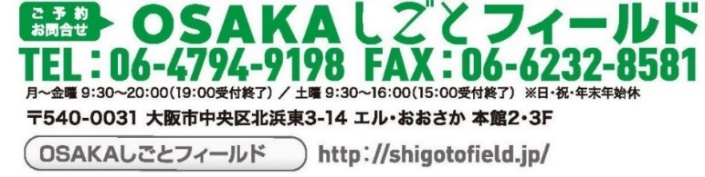 ご予約
お問合せ
OSAKAしごとフィールド
TEL：06-4794-9198 FAX：06-6232-8581
月～金曜 9:30～20:00（19:00受付終了）／土曜 9:30～16:00（15:00受付終了） ※日・祝・年末年始休
〒540-0031 大阪市中央区北浜東3-14 エル・おおさか 本館2・3F
OSAKAしごとフィールド http://shigotofield.jp/